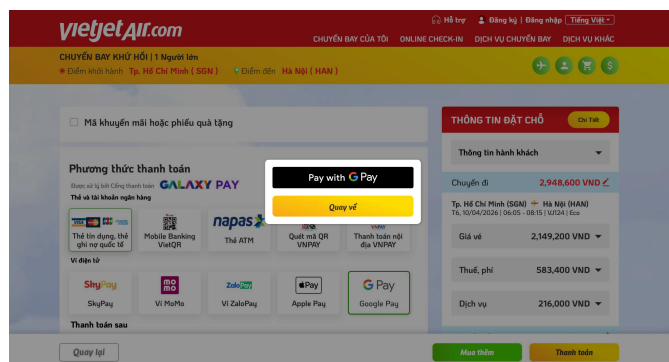 vietjetAir.com
Hỗ trợ Đăng ký | Đăng nhập Tiếng Việt
CHUYẾN BAY CỦA TÔI ONLINE CHECK-IN DỊCH VỤ CHUYẾN BAY DỊCH VỤ KHÁC
CHUYẾN BAY KHỨ HỒI | 1 Người lớn
Điểm khởi hành Tp. Hồ Chí Minh ( SGN ) Điểm đến Hà Nội ( HAN )
Mã khuyến mãi hoặc phiếu quà tặng
Phương thức thanh toán
Được xử lý bởi Cổng thanh toán GALAXY PAY
Thẻ và tài khoản ngân hàng
VISA
Thẻ tín dụng, thẻ ghi nợ quốc tế
Mobile Banking VietQR
napas
Thẻ ATM
Quét mã QR VNPAY
Thanh toán nội địa VNPAY
Ví điện tử
SkyPay
SkyPay
mo mo
Ví MoMo
ZaloPay
Ví ZaloPay
Pay
Apple Pay
G Pay
Google Pay
Thanh toán sau
Pay with G Pay
Quay về
THÔNG TIN ĐẶT CHỖ Chi Tiết
Thông tin hành khách
Chuyến đi 2,948,600 VND
Tp. Hồ Chí Minh (SGN) Hà Nội (HAN)
T6, 10/04/2026 | 06:05 - 08:15 | VJ124 | Eco
Giá vé 2,149,200 VND
Thuế, phí 583,400 VND
Dịch vụ 216,000 VND
Quay lại Mua thêm Thanh toán